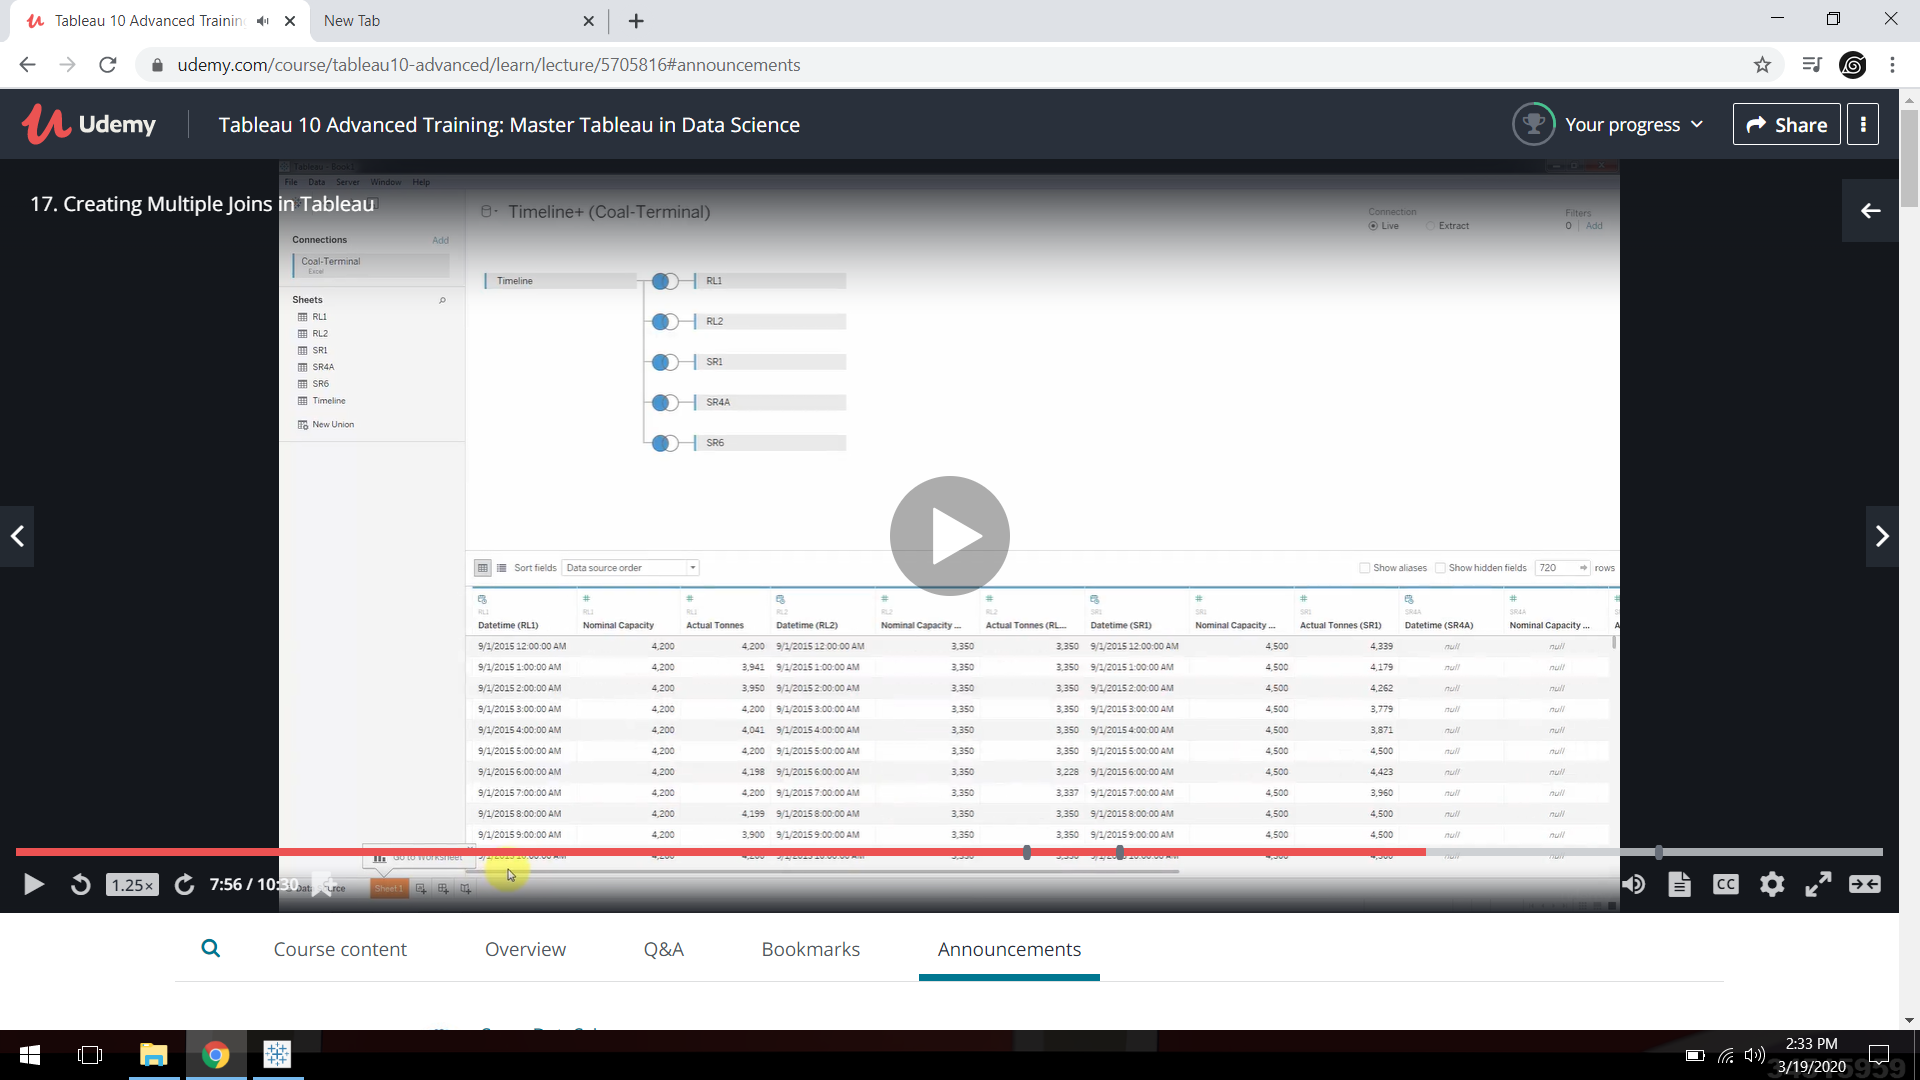 Tableau 10 Advanced Trainin
New Tab
udemy.com/course/tableau10-advanced/learn/lecture/5705816#announcements
Udemy
Tableau 10 Advanced Training: Master Tableau in Data Science
Your progress
Share
File Data Server Window Help
17. Creating Multiple Joins in Tableau
Timeline+ (Coal-Terminal)
Connection
Live Extract
Filters
0 Add
Connections Add
Coal-Terminal
Excel
Sheets
RL1
RL2
SR1
SR4A
SR6
Timeline
New Union
Timeline
RL1
RL2
SR1
SR4A
SR6
Sort fields Data source order
Show aliases Show hidden fields 720 rows
RL1 RL1 RL1 RL2 RL2 RL2 SR1 SR1 SR1 SR4A SR4A
Datetime (RL1) Nominal Capacity Actual Tonnes Datetime (RL2) Nominal Capacity ... Actual Tonnes (RL... Datetime (SR1) Nominal Capacity ... Actual Tonnes (SR1) Datetime (SR4A) Nominal Capacity ... A
9/1/2015 12:00:00 AM 4,200 4,200 9/1/2015 12:00:00 AM 3,350 3,350 9/1/2015 12:00:00 AM 4,500 4,339 null null
9/1/2015 1:00:00 AM 4,200 3,941 9/1/2015 1:00:00 AM 3,350 3,350 9/1/2015 1:00:00 AM 4,500 4,179 null null
9/1/2015 2:00:00 AM 4,200 3,950 9/1/2015 2:00:00 AM 3,350 3,350 9/1/2015 2:00:00 AM 4,500 4,262 null null
9/1/2015 3:00:00 AM 4,200 4,200 9/1/2015 3:00:00 AM 3,350 3,350 9/1/2015 3:00:00 AM 4,500 3,779 null null
9/1/2015 4:00:00 AM 4,200 4,041 9/1/2015 4:00:00 AM 3,350 3,350 9/1/2015 4:00:00 AM 4,500 3,871 null null
9/1/2015 5:00:00 AM 4,200 4,200 9/1/2015 5:00:00 AM 3,350 3,350 9/1/2015 5:00:00 AM 4,500 4,500 null null
9/1/2015 6:00:00 AM 4,200 4,198 9/1/2015 6:00:00 AM 3,350 3,228 9/1/2015 6:00:00 AM 4,500 4,423 null null
9/1/2015 7:00:00 AM 4,200 4,200 9/1/2015 7:00:00 AM 3,350 3,337 9/1/2015 7:00:00 AM 4,500 3,960 null null
9/1/2015 8:00:00 AM 4,200 4,199 9/1/2015 8:00:00 AM 3,350 3,350 9/1/2015 8:00:00 AM 4,500 4,500 null null
9/1/2015 9:00:00 AM 4,200 3,900 9/1/2015 9:00:00 AM 3,350 3,350 9/1/2015 9:00:00 AM 4,500 4,500 null null
Go to Worksheet
1.25×
7:56 / 10:30
Sheet 1
CC
Course content
Overview
Q&A
Bookmarks
Announcements
2:33 PM
3/19/2020